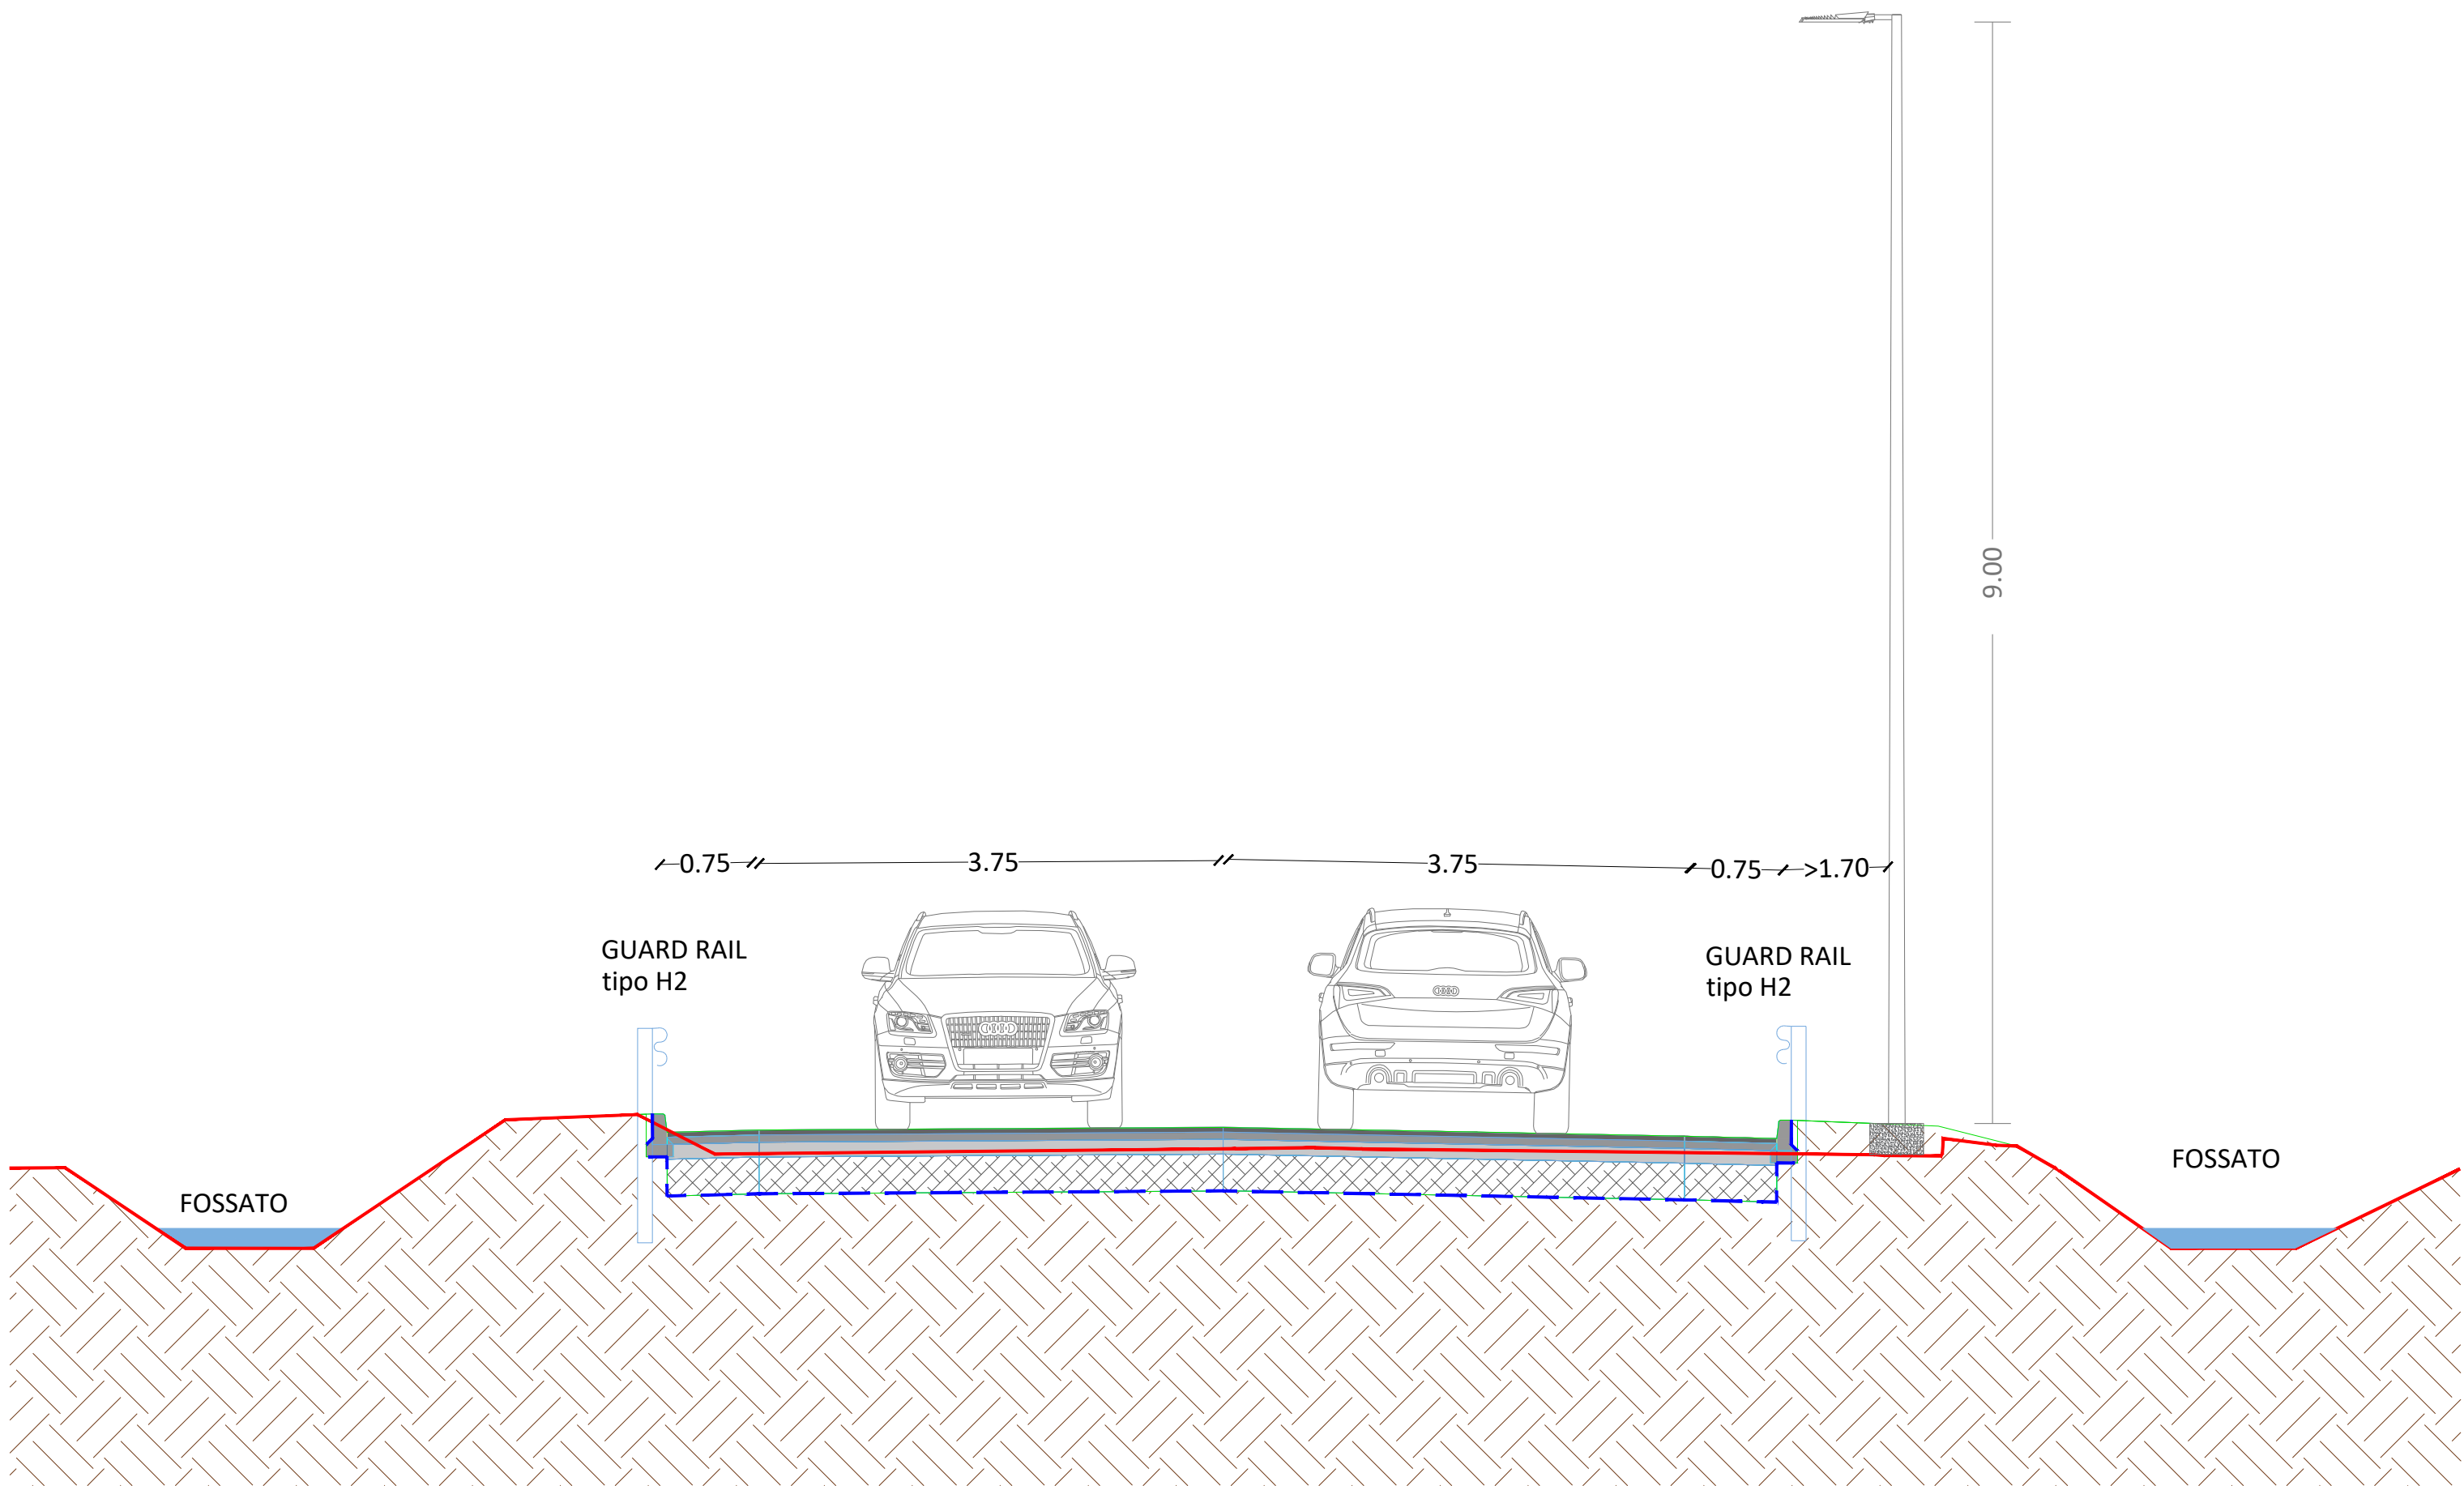 9.00
0.75
3.75
3.75
0.75
>1.70
GUARD RAIL
tipo H2
GUARD RAIL
tipo H2
FOSSATO
FOSSATO